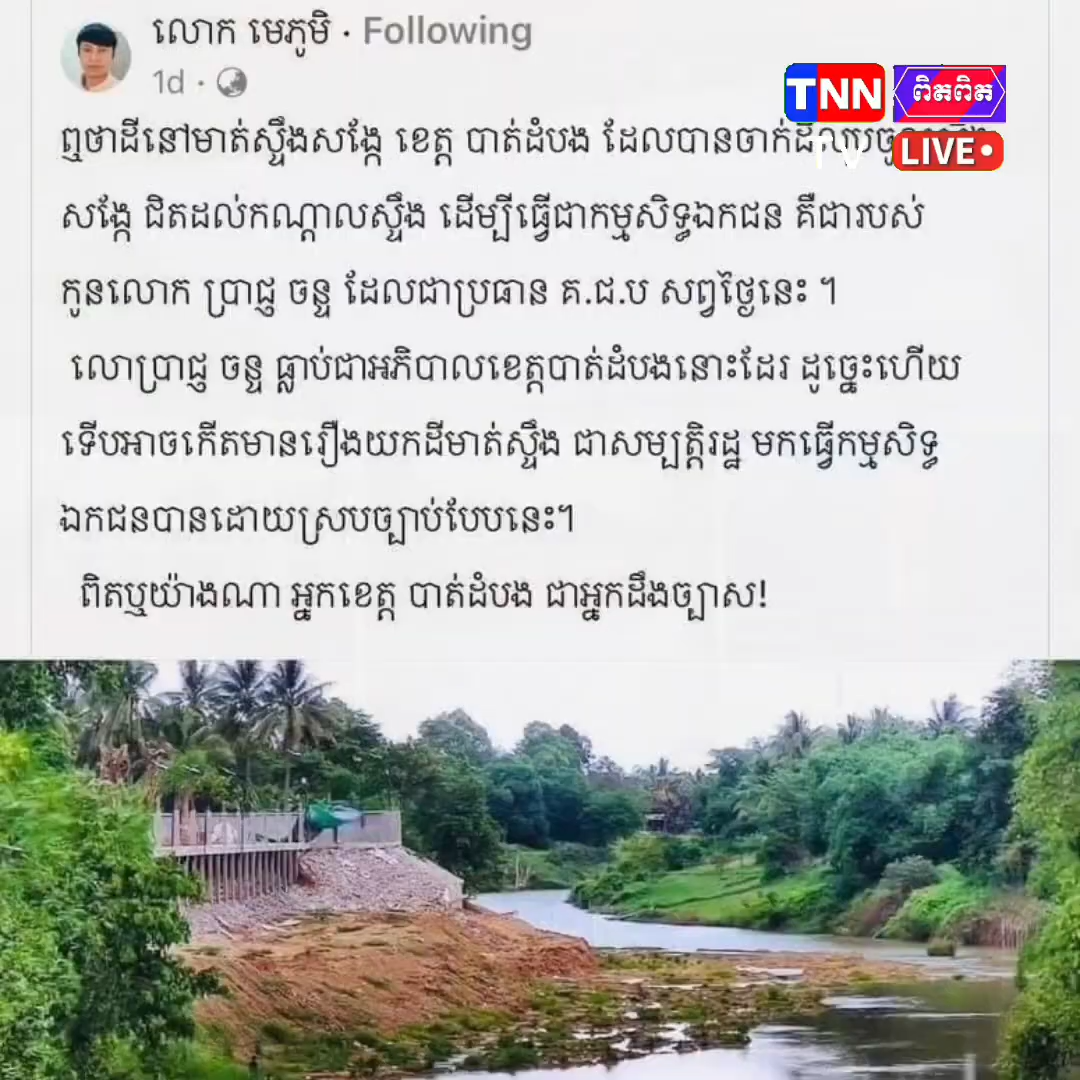 លោក មេភូមិ · Following
1d ·
TNN ពិតពិត
TV LIVE
ឮថាដីនៅមាត់ស្ទឹងសង្កែ ខេត្ត បាត់ដំបង ដែលបានចាក់ដី
សង្កែ ជិតដល់កណ្តាលស្ទឹង ដើម្បីធ្វើជាកម្មសិទ្ធឯកជន គឺជារបស់
កូនលោក ប្រាជ្ញ ចន្ទ ដែលជាប្រធាន គ.ជ.ប សព្វថ្ងៃនេះ ។
លោប្រាជ្ញ ចន្ទ ធ្លាប់ជាអភិបាលខេត្តបាត់ដំបងនោះដែរ ដូច្នេះហើយ
ទើបអាចកើតមានរឿងយកដីមាត់ស្ទឹង ជាសម្បត្តិរដ្ឋ មកធ្វើកម្មសិទ្ធ
ឯកជនបានដោយស្របច្បាប់បែបនេះ។
ពិតឬយ៉ាងណា អ្នកខេត្ត បាត់ដំបង ជាអ្នកដឹងច្បាស!